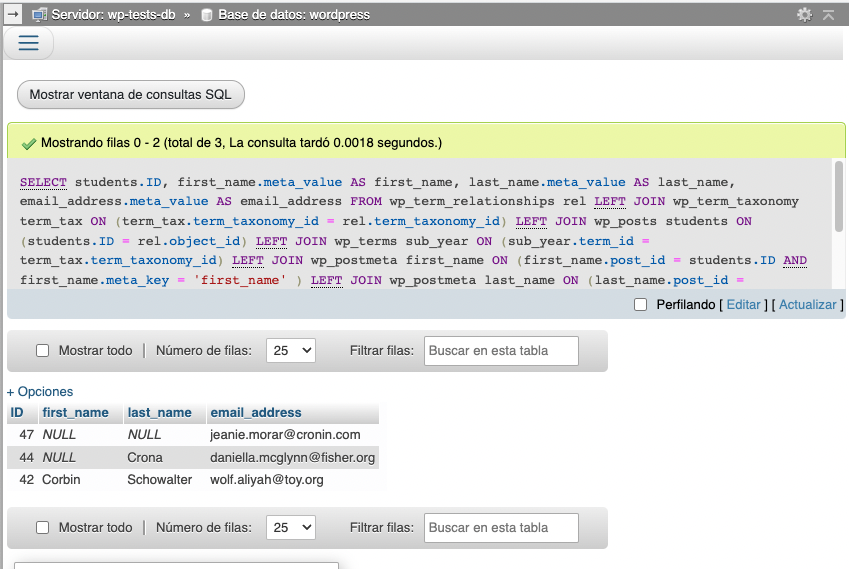 Servidor: wp-tests-db » Base de datos: wordpress
Mostrar ventana de consultas SQL
Mostrando filas 0 - 2 (total de 3, La consulta tardó 0.0018 segundos.)
SELECT students.ID, first_name.meta_value AS first_name, last_name.meta_value AS last_name,
email_address.meta_value AS email_address FROM wp_term_relationships rel LEFT JOIN wp_term_taxonomy
term_tax ON (term_tax.term_taxonomy_id = rel.term_taxonomy_id) LEFT JOIN wp_posts students ON
(students.ID = rel.object_id) LEFT JOIN wp_terms sub_year ON (sub_year.term_id =
term_tax.term_taxonomy_id) LEFT JOIN wp_postmeta first_name ON (first_name.post_id = students.ID AND
first_name.meta_key = 'first_name' ) LEFT JOIN wp_postmeta last_name ON (last_name.post_id =
Perfilando [ Editar ] [ Actualizar ]
Mostrar todo | Número de filas: 25 Filtrar filas: Buscar en esta tabla
+ Opciones
ID first_name last_name email_address
47 NULL NULL jeanie.morar@cronin.com
44 NULL Crona daniella.mcglynn@fisher.org
42 Corbin Schowalter wolf.aliyah@toy.org
Mostrar todo | Número de filas: 25 Filtrar filas: Buscar en esta tabla